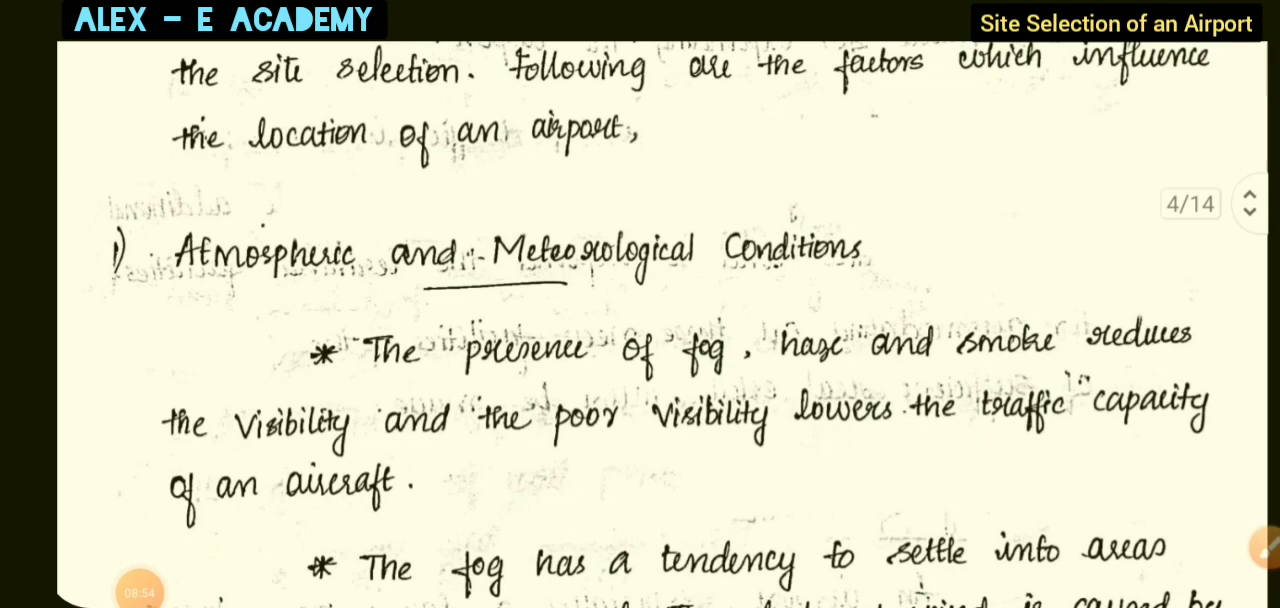 ALEX – E ACADEMY
Site Selection of an Airport
the site selection. Following are the factors which influence
the location of an airport,
4/14
1) Atmospheric and Meteorological Conditions
* The presence of fog, haze and smoke reduces
the visibility and the poor visibility lowers the traffic capacity
of an aircraft.
* The fog has a tendency to settle into areas
is caused by
08:54